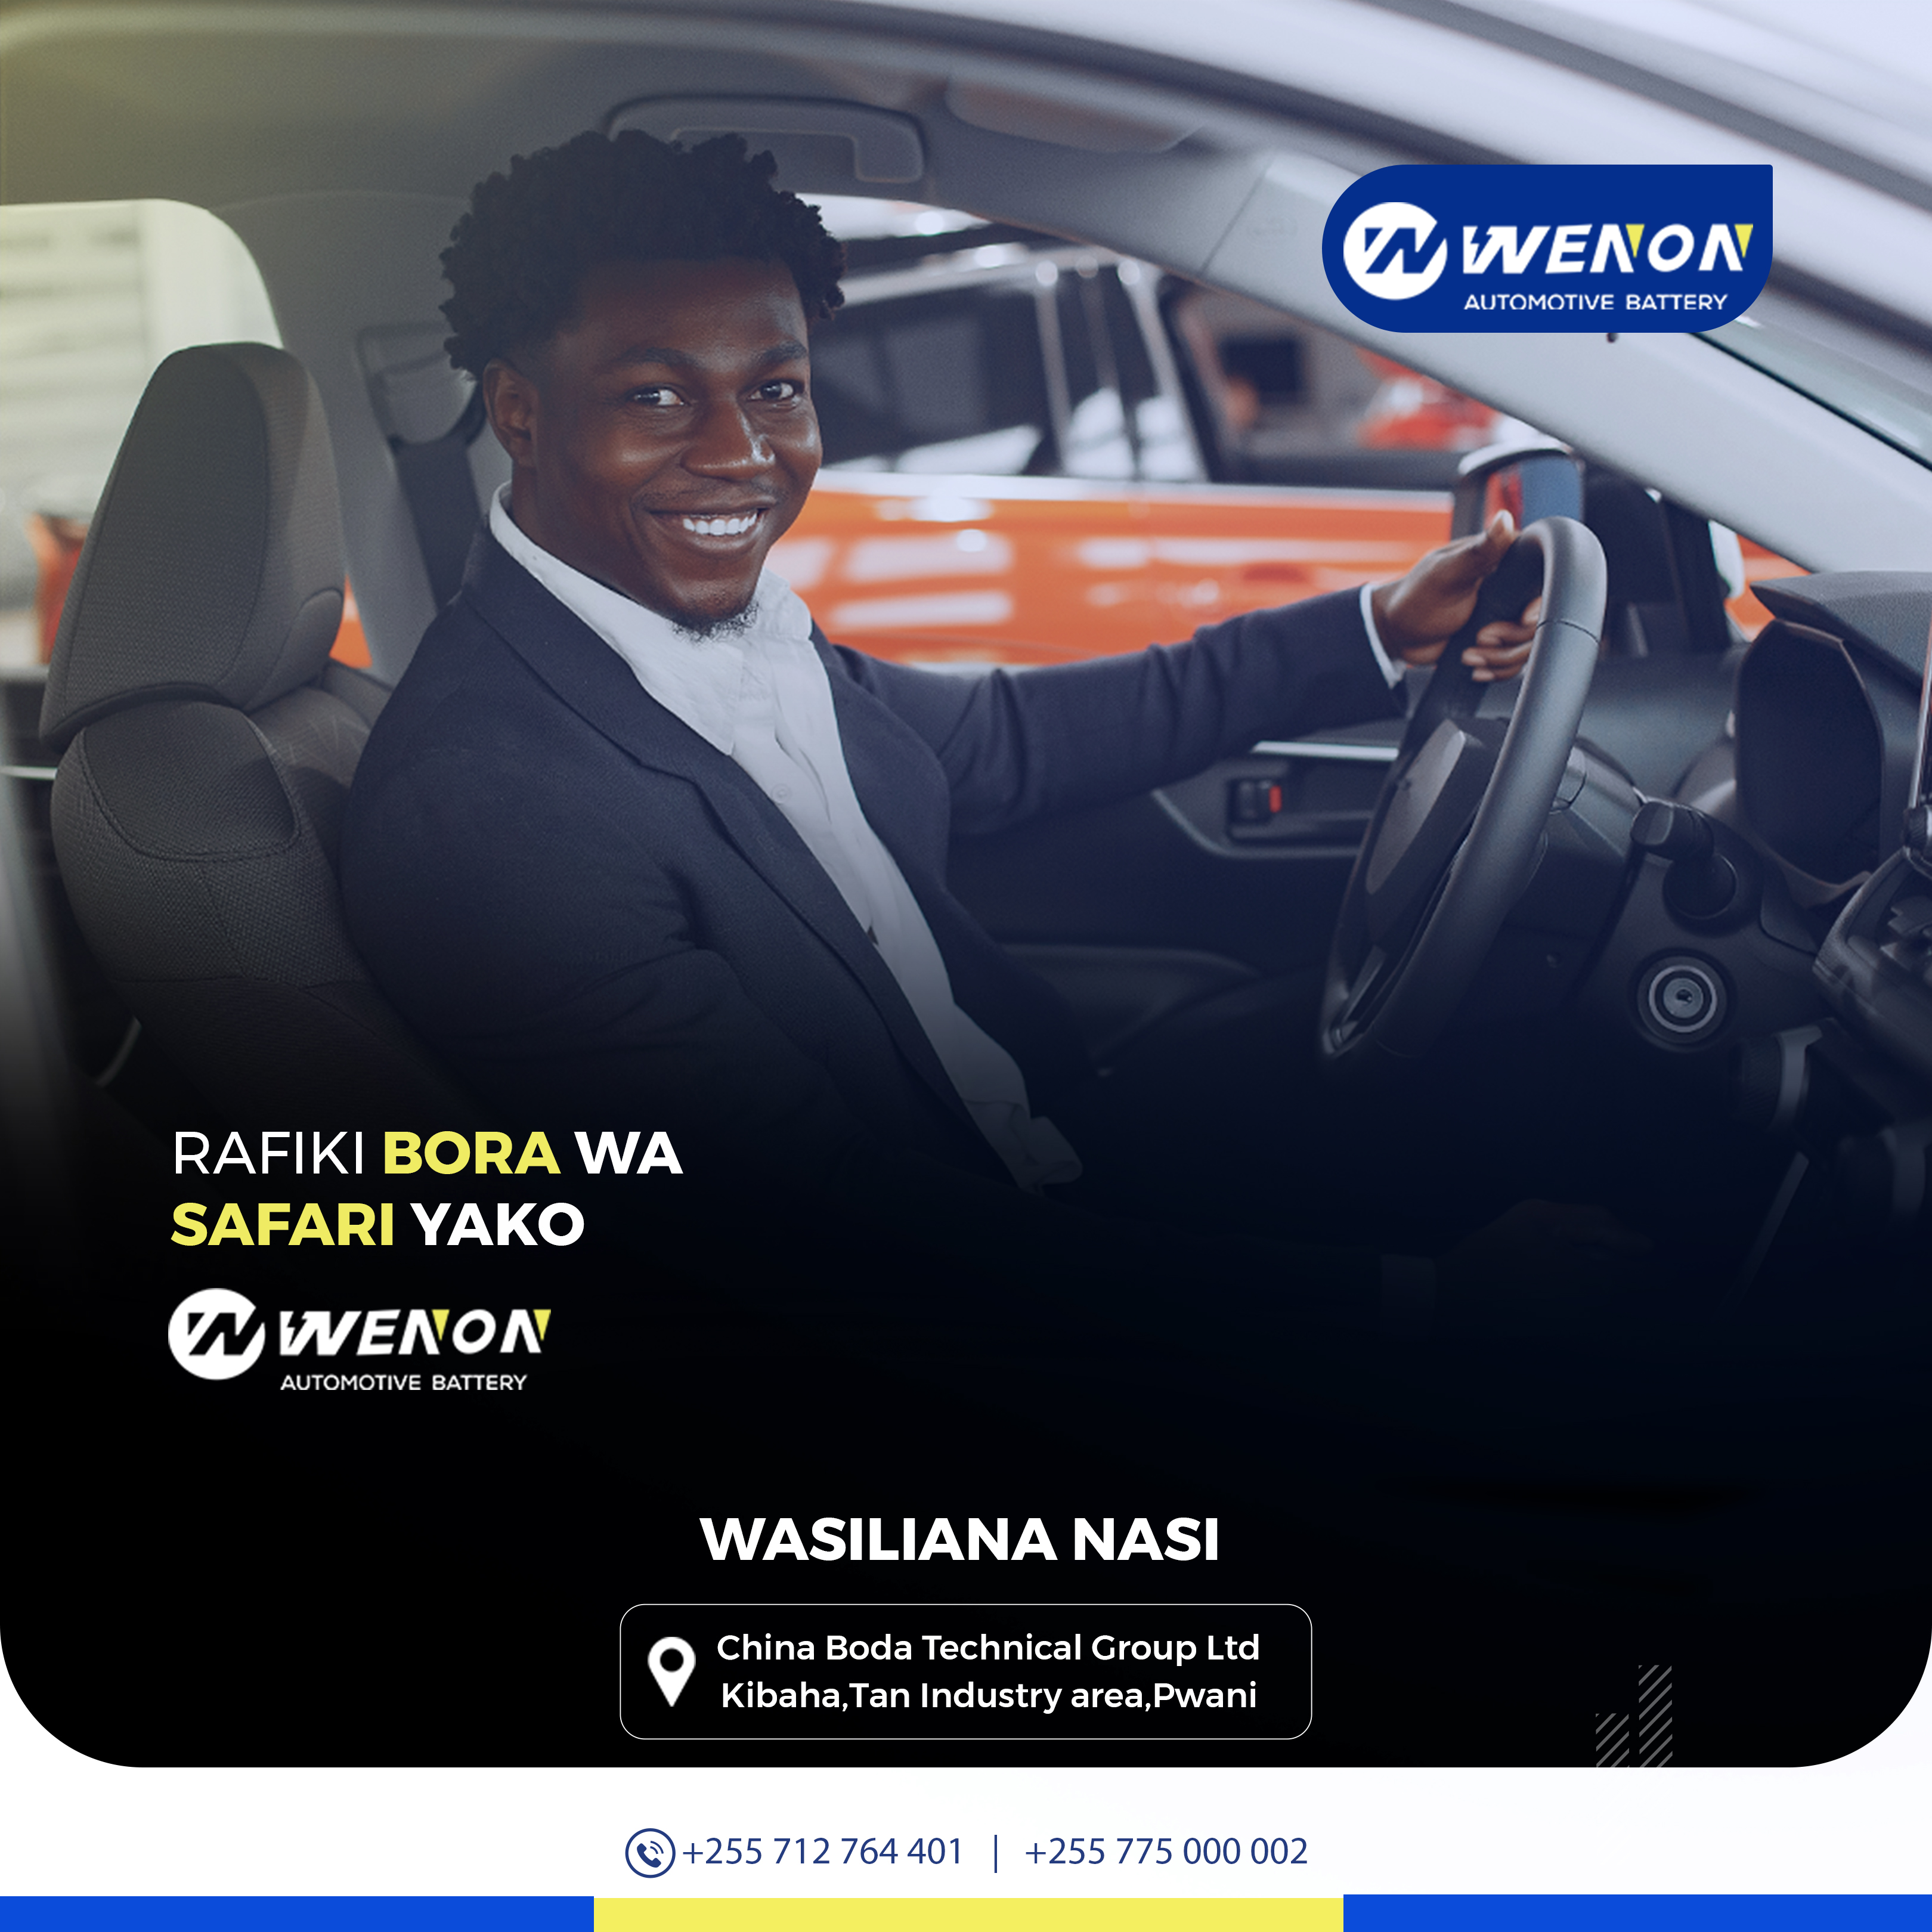 WENON
AUTOMOTIVE BATTERY
RAFIKI BORA WA
SAFARI YAKO
WENON
AUTOMOTIVE BATTERY
WASILIANA NASI
China Boda Technical Group Ltd
Kibaha,Tan Industry area,Pwani
+255 712 764 401 | +255 775 000 002